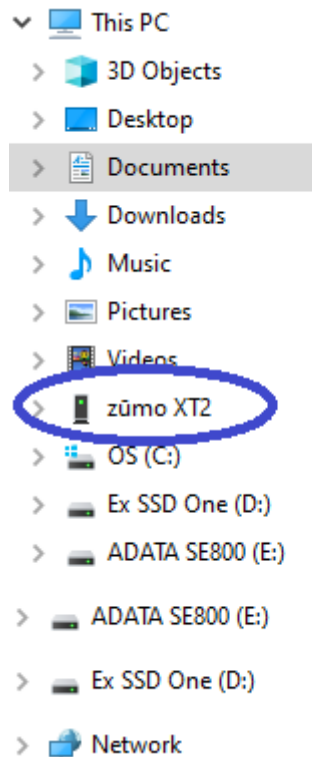 This PC
3D Objects
Desktop
Documents
Downloads
Music
Pictures
Videos
zūmo XT2
OS (C:)
Ex SSD One (D:)
ADATA SE800 (E:)
ADATA SE800 (E:)
Ex SSD One (D:)
Network